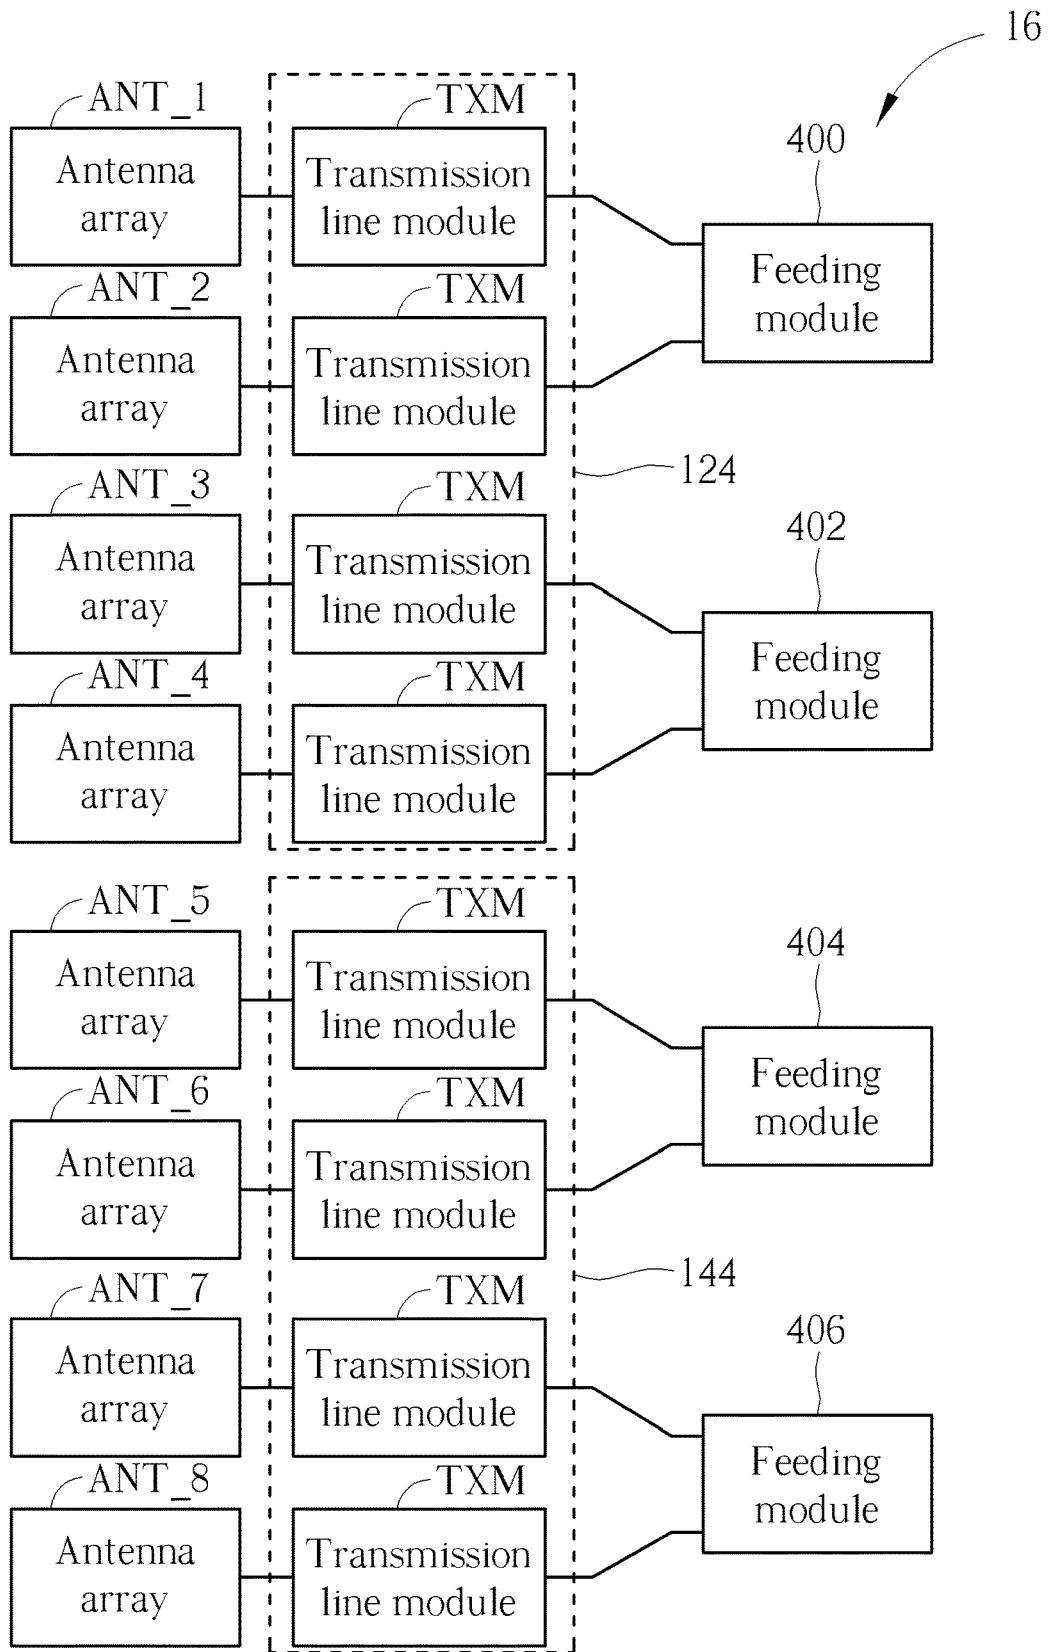 16
ANT_1
TXM
400
Antenna
array
Transmission
line module
Feeding
module
ANT_2
TXM
Antenna
array
Transmission
line module
124
ANT_3
TXM
402
Antenna
array
Transmission
line module
Feeding
module
ANT_4
TXM
Antenna
array
Transmission
line module
ANT_5
TXM
404
Antenna
array
Transmission
line module
Feeding
module
ANT_6
TXM
Antenna
array
Transmission
line module
144
ANT_7
TXM
406
Antenna
array
Transmission
line module
Feeding
module
ANT_8
TXM
Antenna
array
Transmission
line module